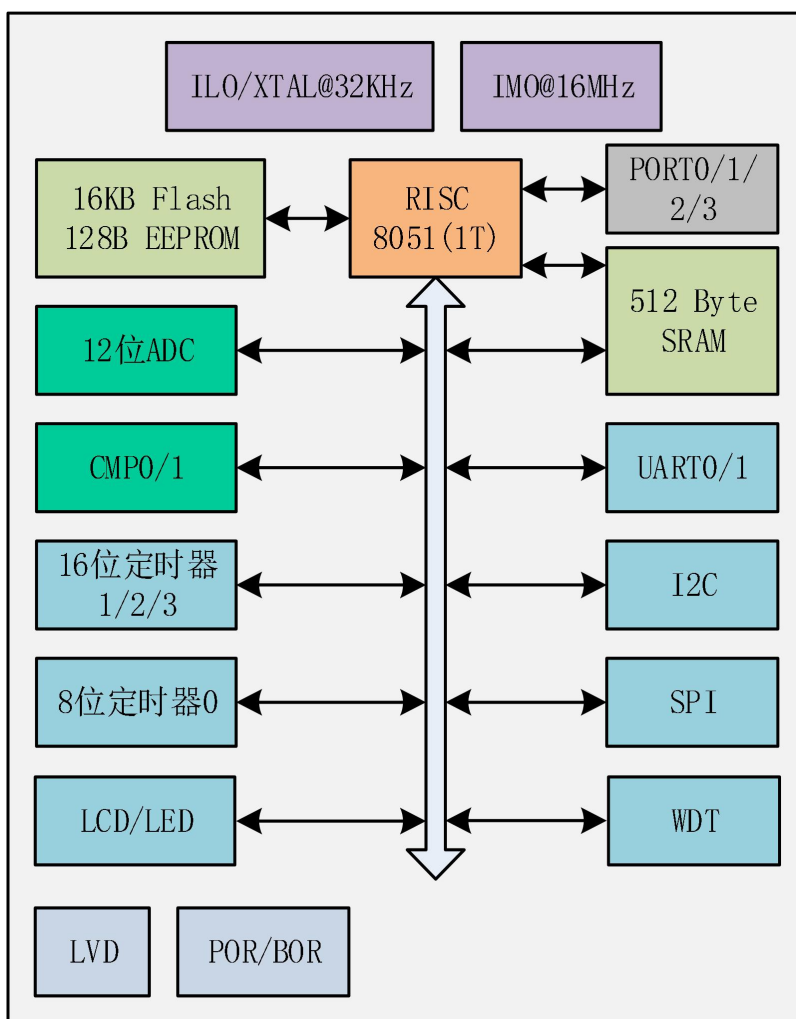 ILO/XTAL@32KHz
IMO@16MHz
16KB Flash
128B EEPROM
RISC
8051(1T)
PORT0/1/
2/3
512 Byte
SRAM
12位ADC
CMP0/1
UART0/1
16位定时器
1/2/3
I2C
8位定时器0
SPI
LCD/LED
WDT
LVD
POR/BOR